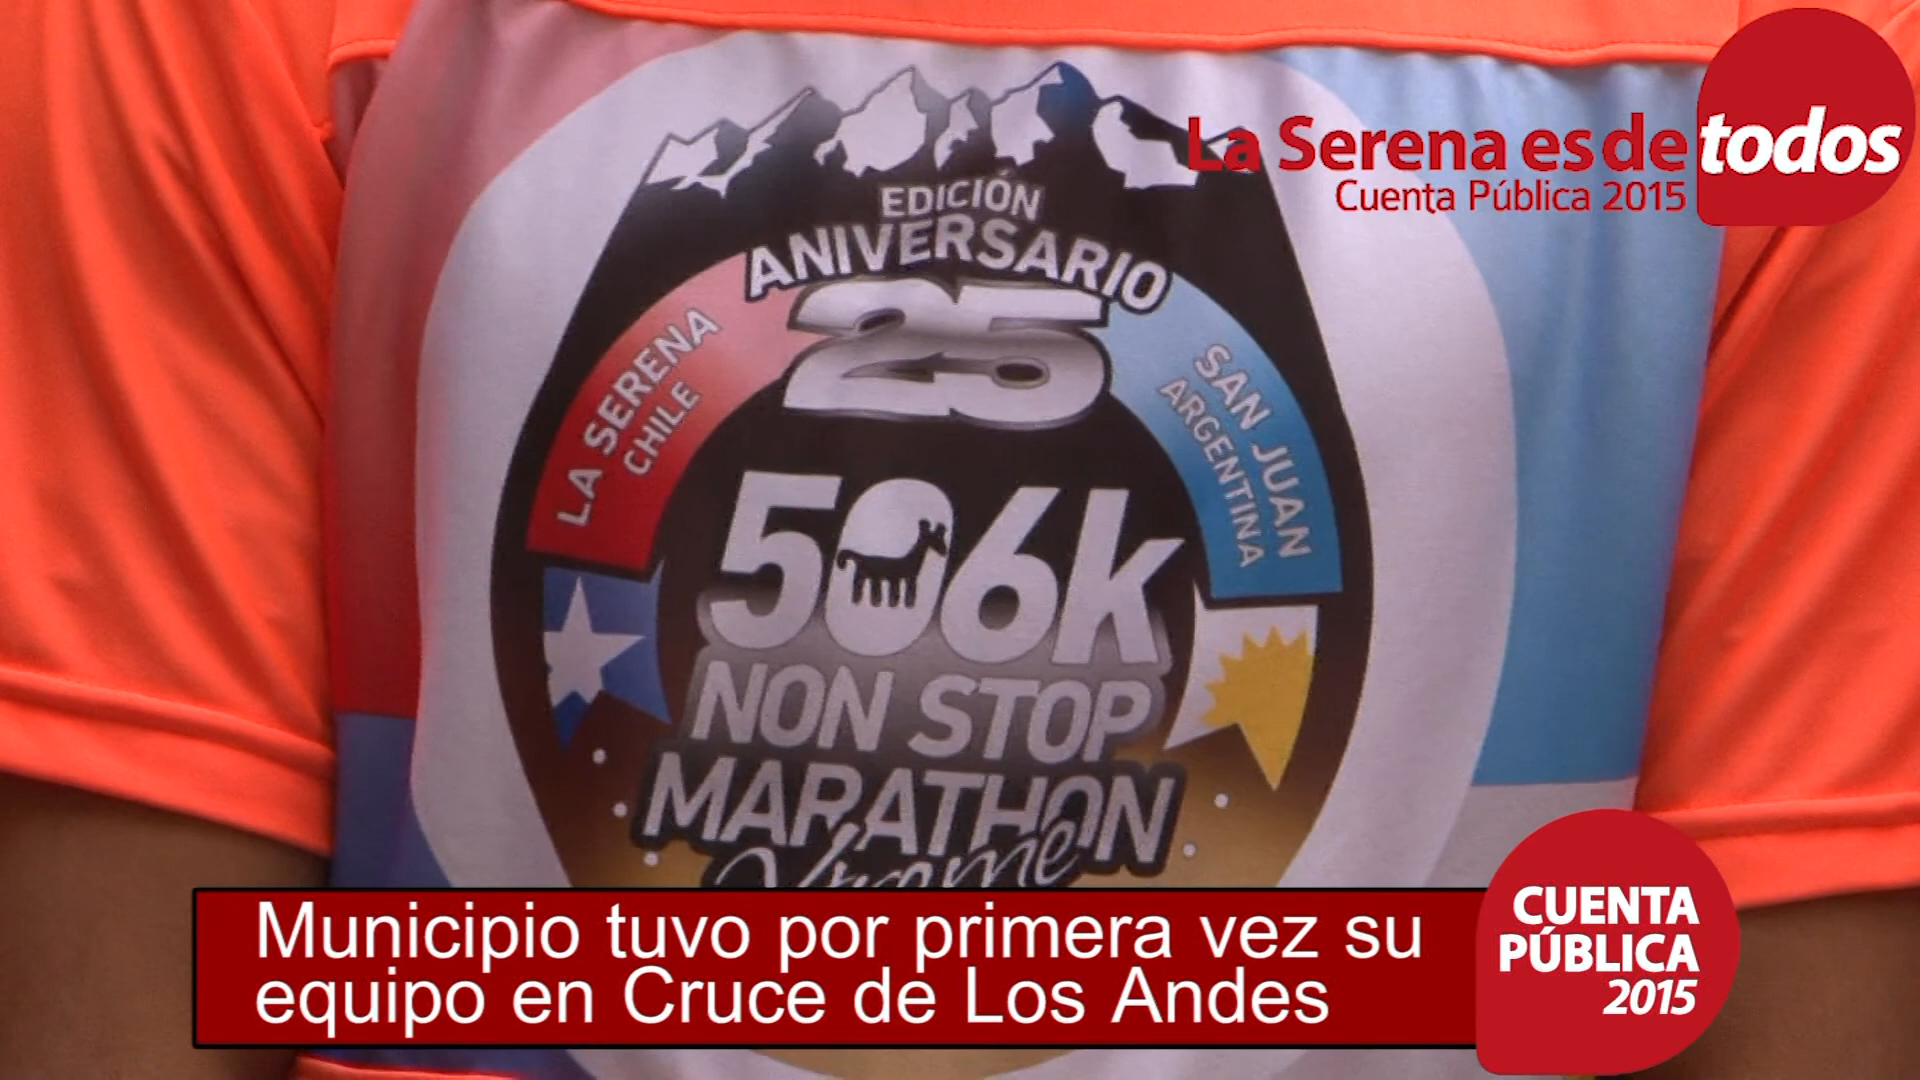 La Serena es de todos
Cuenta Pública 2015
EDICIÓN
ANIVERSARIO
25
LA SERENA
CHILE
SAN JUAN
ARGENTINA
506k
NON STOP
MARATHON
Xtreme
Municipio tuvo por primera vez su
equipo en Cruce de Los Andes
CUENTA
PÚBLICA
2015